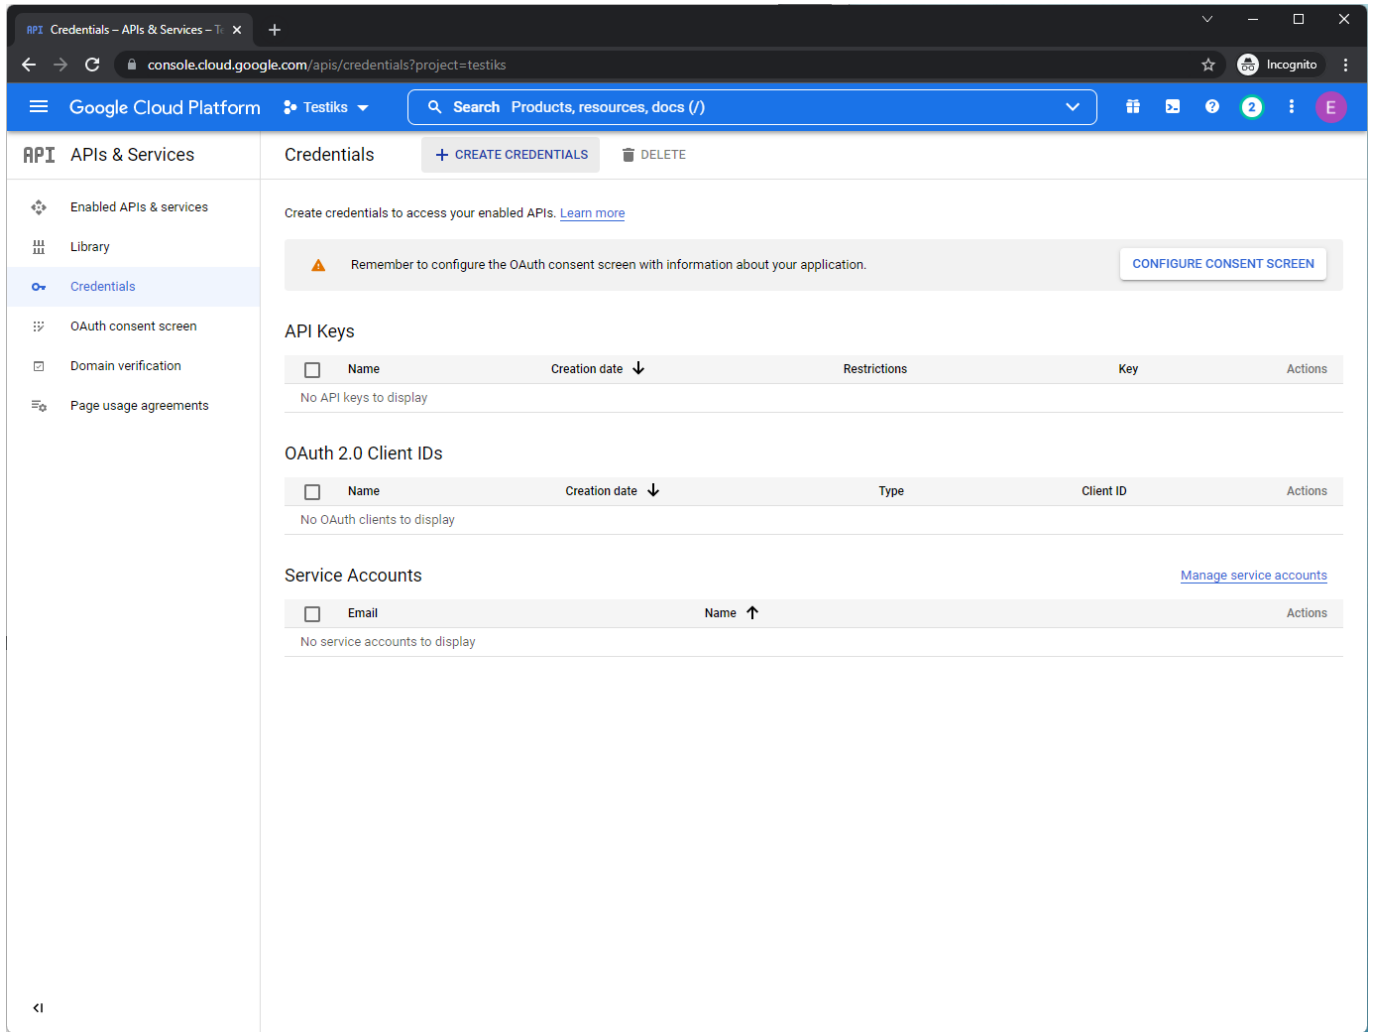 API Credentials – APIs & Services – Te
console.cloud.google.com/apis/credentials?project=testiks
Incognito
Google Cloud Platform Testiks Search Products, resources, docs (/) 2 E
API APIs & Services Credentials + CREATE CREDENTIALS DELETE
Enabled APIs & services
Library
Credentials
OAuth consent screen
Domain verification
Page usage agreements
Create credentials to access your enabled APIs. Learn more
Remember to configure the OAuth consent screen with information about your application. CONFIGURE CONSENT SCREEN
API Keys
Name Creation date Restrictions Key Actions
No API keys to display
OAuth 2.0 Client IDs
Name Creation date Type Client ID Actions
No OAuth clients to display
Service Accounts Manage service accounts
Email Name Actions
No service accounts to display